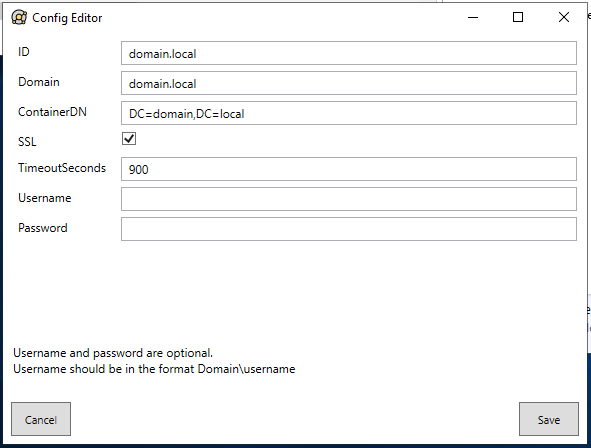 Config Editor
ID
domain.local
Domain
domain.local
ContainerDN
DC=domain,DC=local
SSL
TimeoutSeconds
900
Username
Password
Username and password are optional.
Username should be in the format Domain\username
Cancel
Save